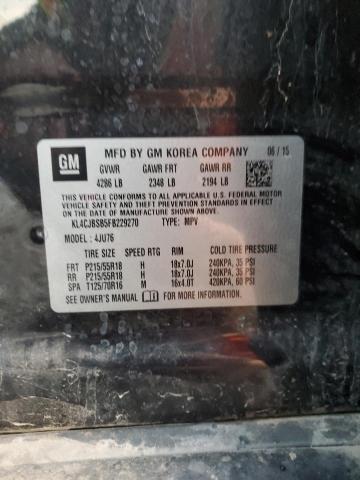 GM
MFD BY GM KOREA COMPANY 06/15
GVWR GAWR FRT GAWR RR
4286 LB 2348 LB 2194 LB
THIS VEHICLE CONFORMS TO ALL APPLICABLE U.S. FEDERAL MOTOR
VEHICLE SAFETY AND THEFT PREVENTION STANDARDS IN EFFECT ON
THE DATE OF MANUFACTURE SHOWN ABOVE.
KL4CJBSB5FB229270 TYPE: MPV
MODEL: 4JU76
TIRE SIZE SPEED RTG RIM COLD TIRE PRESSURE
FRT P215/55R18 H 18x7.0J 240KPA, 35 PSI
RR P215/55R18 H 18x7.0J 240KPA, 35 PSI
SPA T125/70R16 M 16x4.0T 420KPA, 60 PSI
SEE OWNER'S MANUAL FOR MORE INFORMATION.